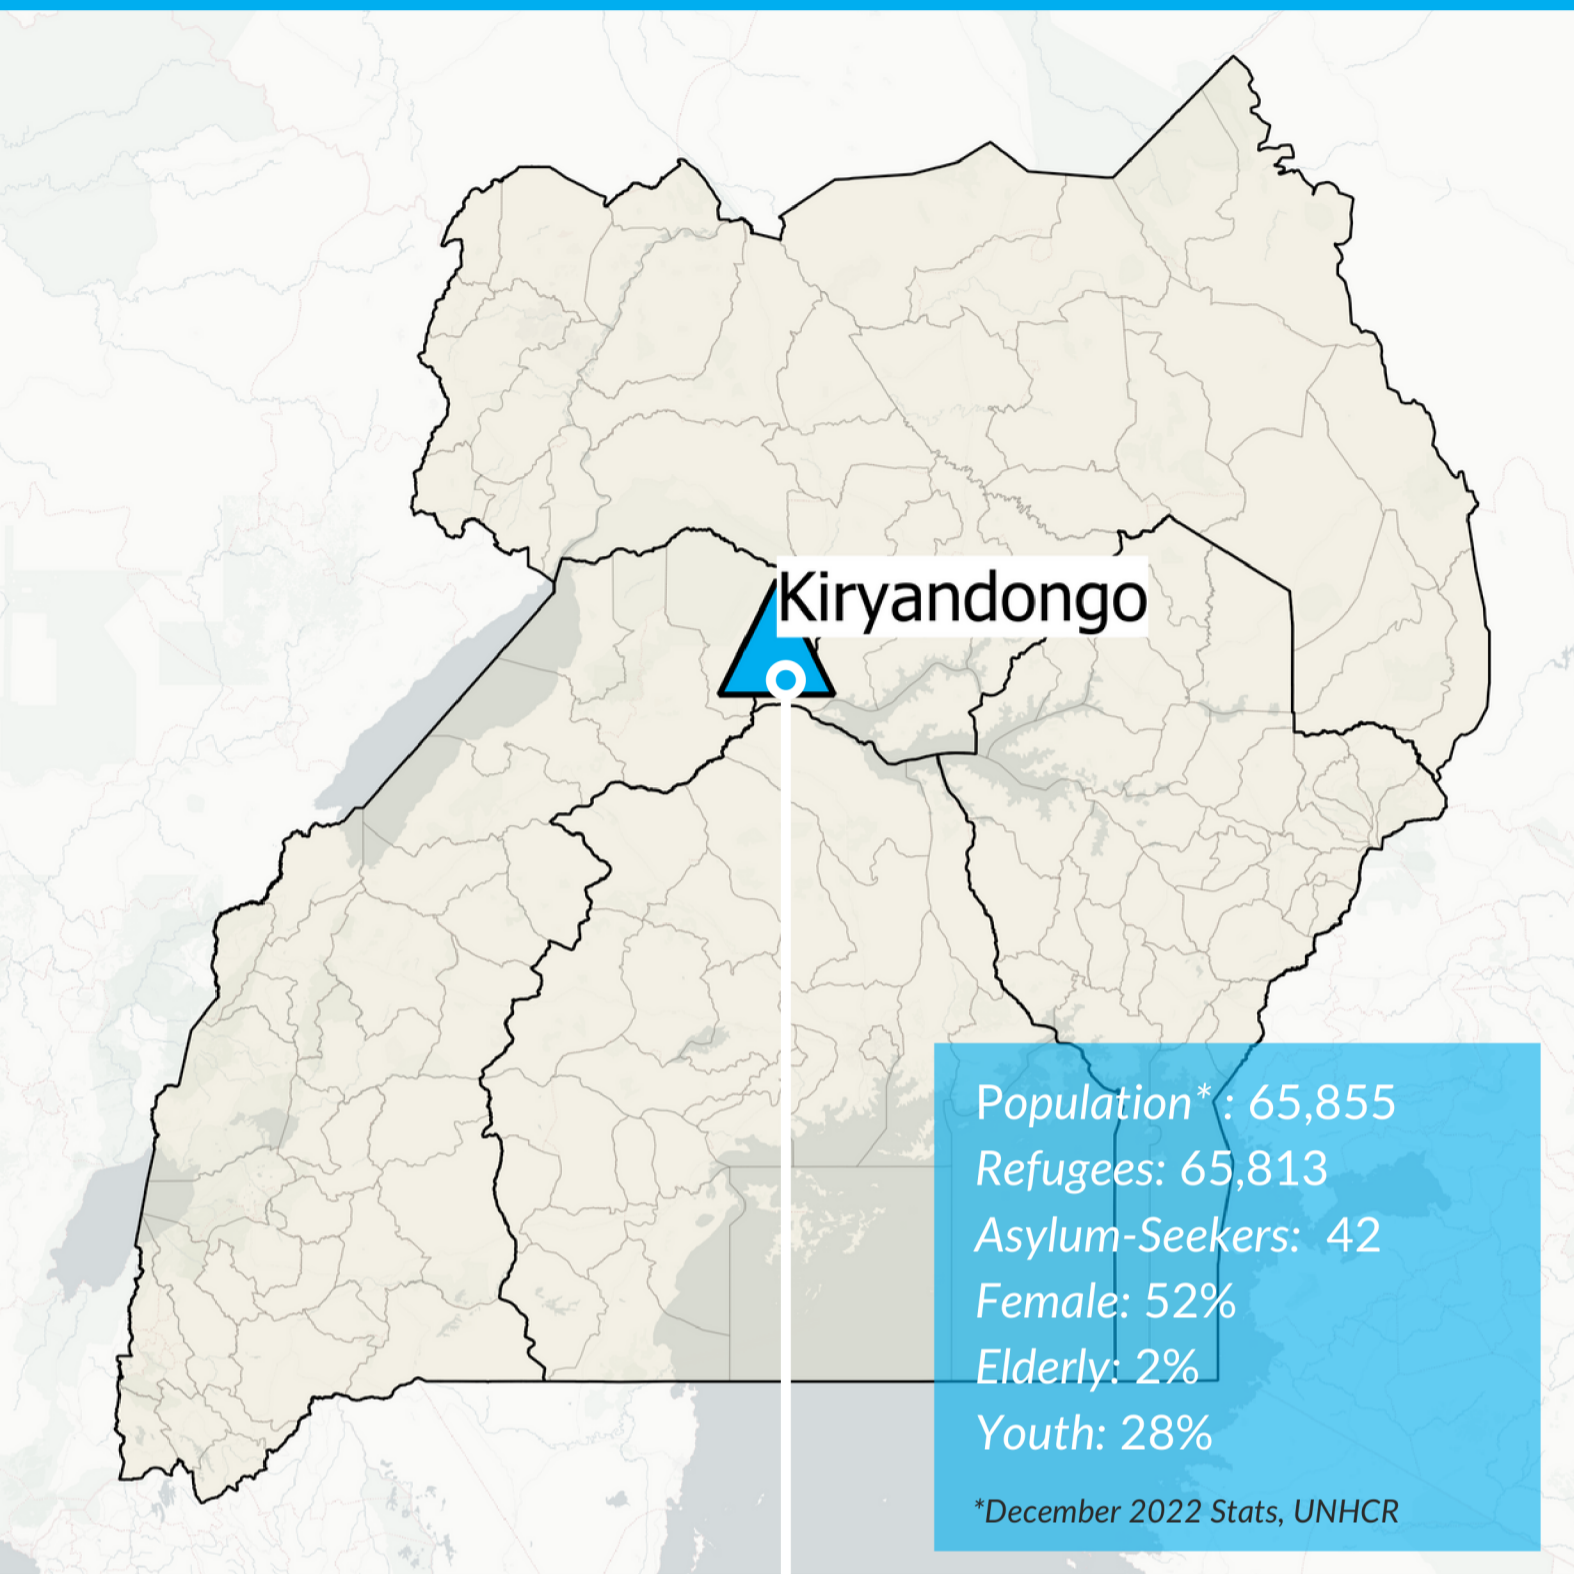 Kiryandongo
Population* : 65,855
Refugees: 65,813
Asylum-Seekers: 42
Female: 52%
Elderly: 2%
Youth: 28%
*December 2022 Stats, UNHCR